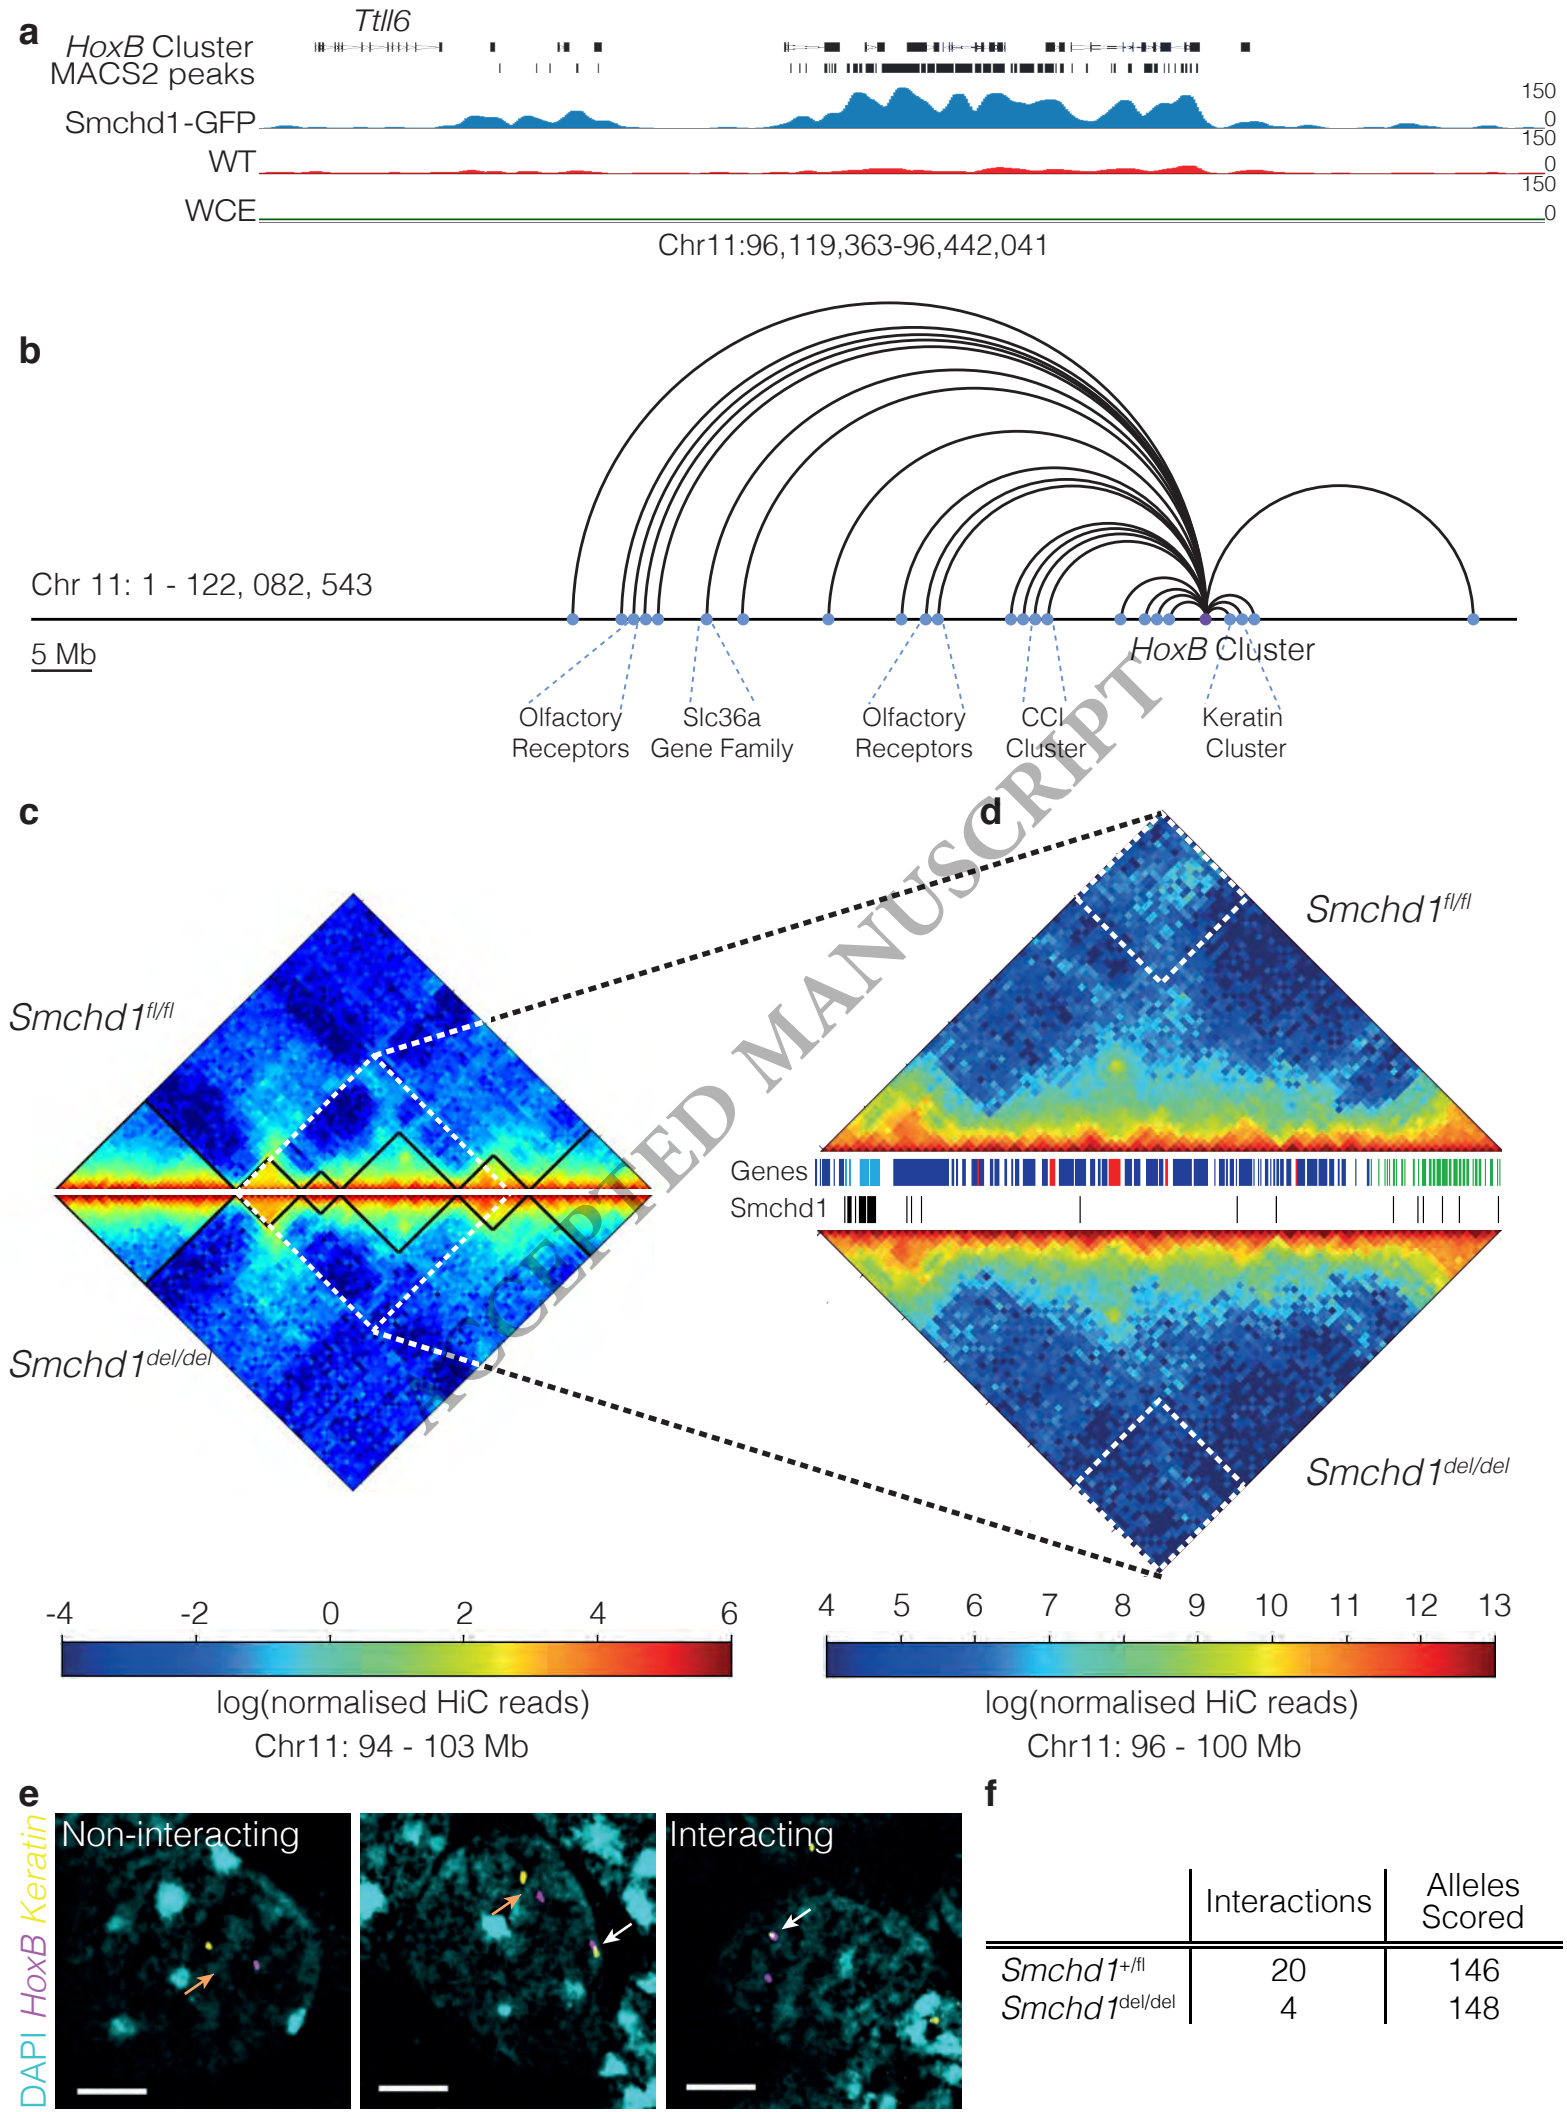 a
Ttll6
HoxB Cluster
MACS2 peaks
Smchd1-GFP
150
0
WT
150
0
WCE
150
0
Chr11:96,119,363-96,442,041
b
Chr 11: 1 - 122, 082, 543
5 Mb
HoxB Cluster
Olfactory
Receptors
Slc36a
Gene Family
Olfactory
Receptors
CCl
Cluster
Keratin
Cluster
ACCEPTED MANUSCRIPT
c
Smchd1fl/fl
Smchd1del/del
-4 -2 0 2 4 6
log(normalised HiC reads)
Chr11: 94 - 103 Mb
d
Smchd1fl/fl
Genes
Smchd1
Smchd1del/del
4 5 6 7 8 9 10 11 12 13
log(normalised HiC reads)
Chr11: 96 - 100 Mb
e
DAPI HoxB Keratin
Non-interacting
Interacting
f
Interactions Alleles Scored
Smchd1+/fl 20 146
Smchd1del/del 4 148